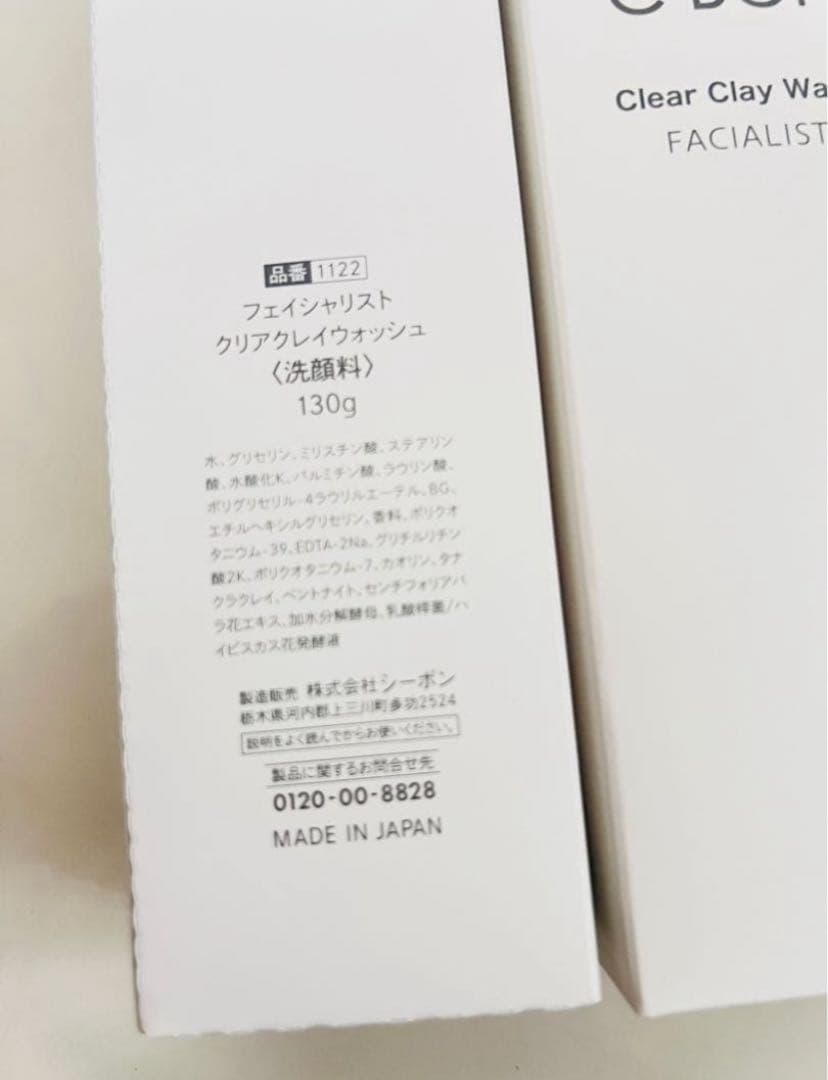 品番 1122
フェイシャリスト
クリアクレイウォッシュ
〈洗顔料〉
130g
水、グリセリン、ミリスチン酸、ステアリン
酸、水酸化K、パルミチン酸、ラウリン酸、
ポリグリセリル-4ラウリルエーテル、BG、
エチルヘキシルグリセリン、香料、ポリクオ
タニウム-39、EDTA-2Na、グリチルリチン
酸2K、ポリクオタニウム-7、カオリン、タナ
クラクレイ、ベントナイト、センチフォリアバ
ラ花エキス、加水分解酵母、乳酸桿菌/ハ
イビスカス花発酵液
製造販売 株式会社シーボン
栃木県河内郡上三川町多功2524
説明をよく読んでからお使いください。
製品に関するお問合せ先
0120-00-8828
MADE IN JAPAN
Clear Clay Wa
FACIALIST